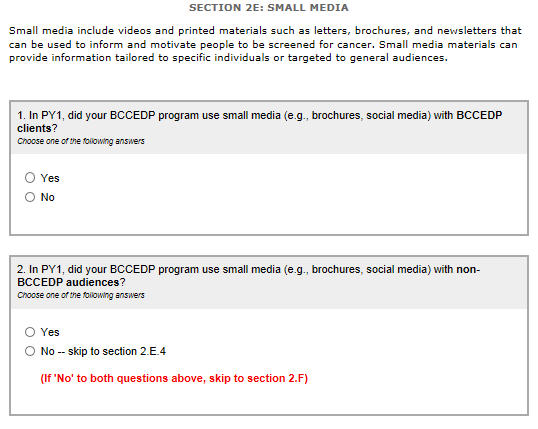 SECTION 2E: SMALL MEDIA
Small media include videos and printed materials such as letters, brochures, and newsletters that
can be used to inform and motivate people to be screened for cancer. Small media materials can
provide information tailored to specific individuals or targeted to general audiences.
1. In PY1, did your BCCEDP program use small media (e.g., brochures, social media) with BCCEDP
clients?
Choose one of the following answers
Yes
No
2. In PY1, did your BCCEDP program use small media (e.g., brochures, social media) with non-
BCCEDP audiences?
Choose one of the following answers
Yes
No -- skip to section 2.E.4
(If 'No' to both questions above, skip to section 2.F)